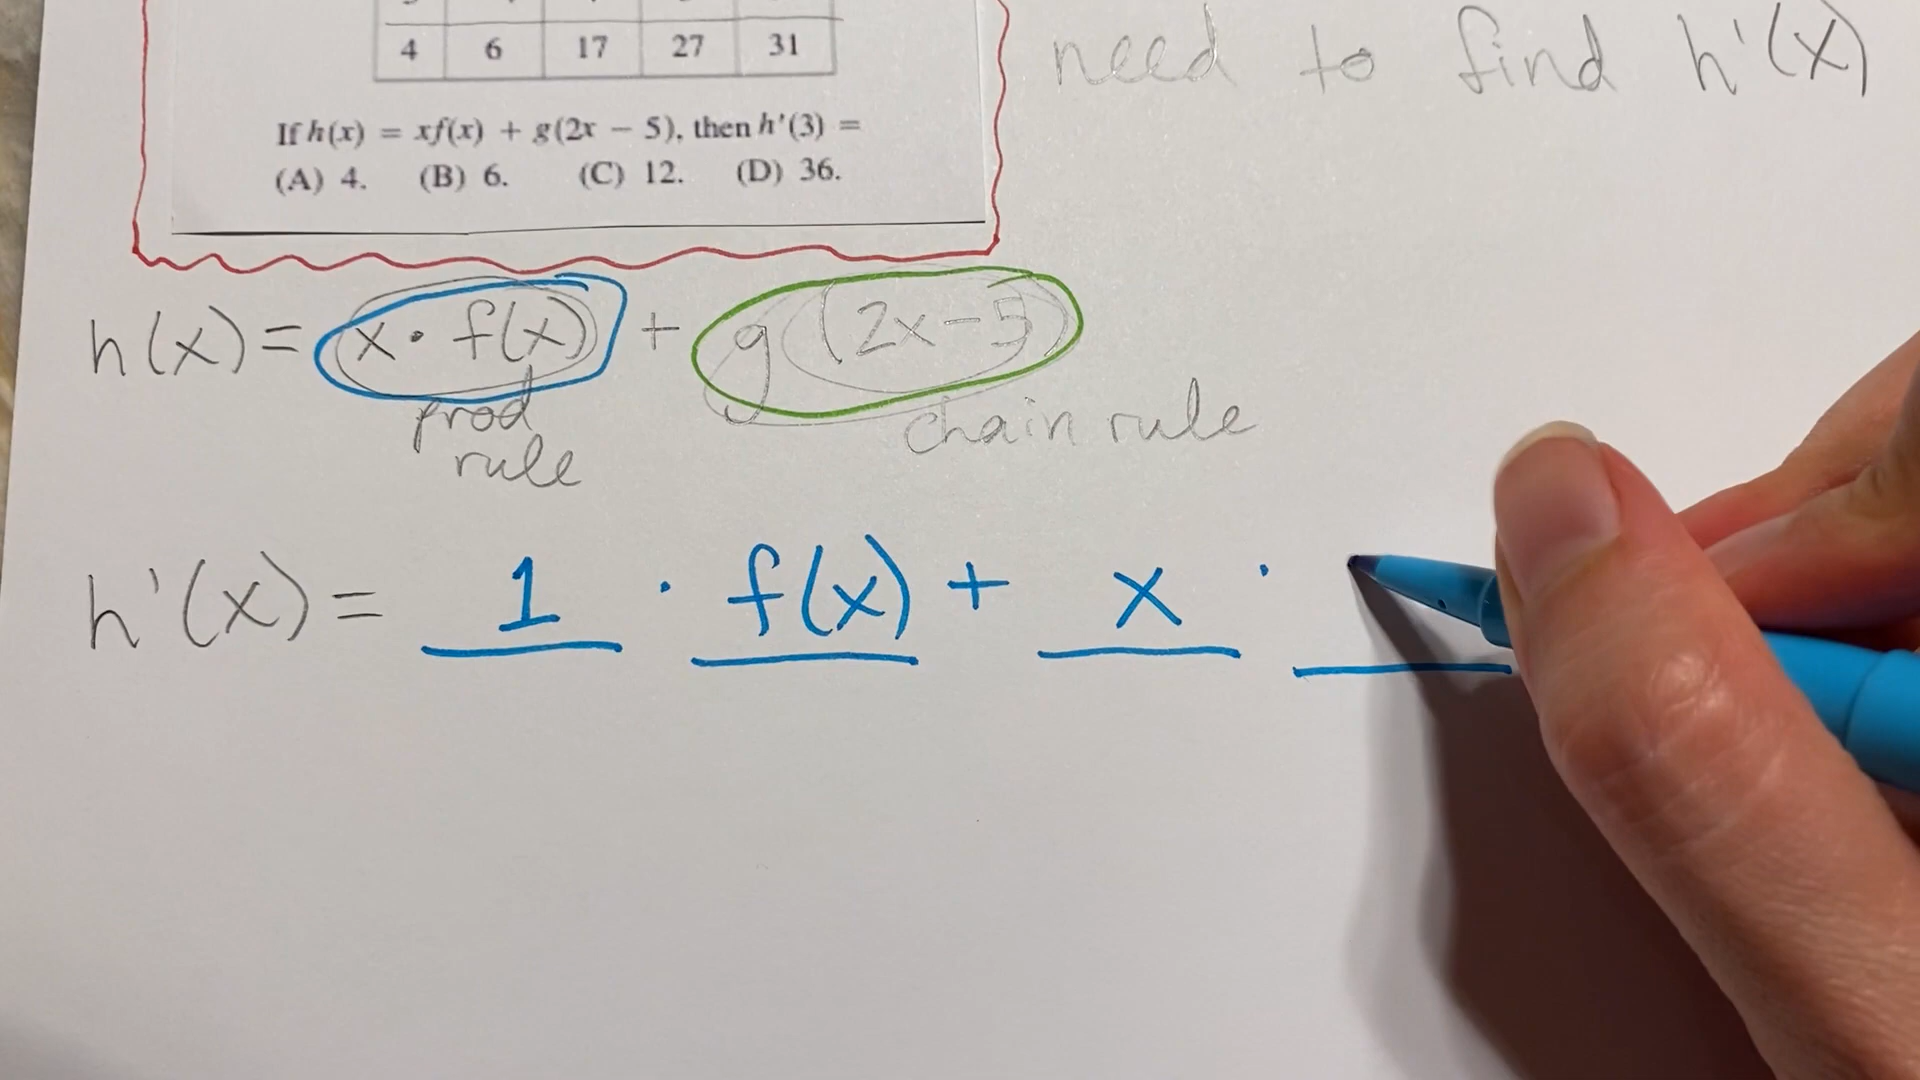 4 6 17 27 31
need to find h'(x)
If h(x) = xf(x) + g(2x − 5), then h'(3) =
(A) 4. (B) 6. (C) 12. (D) 36.
h(x) = x · f(x) + g(2x−5)
prod chain rule
rule
h'(x) = 1 · f(x) + x ·